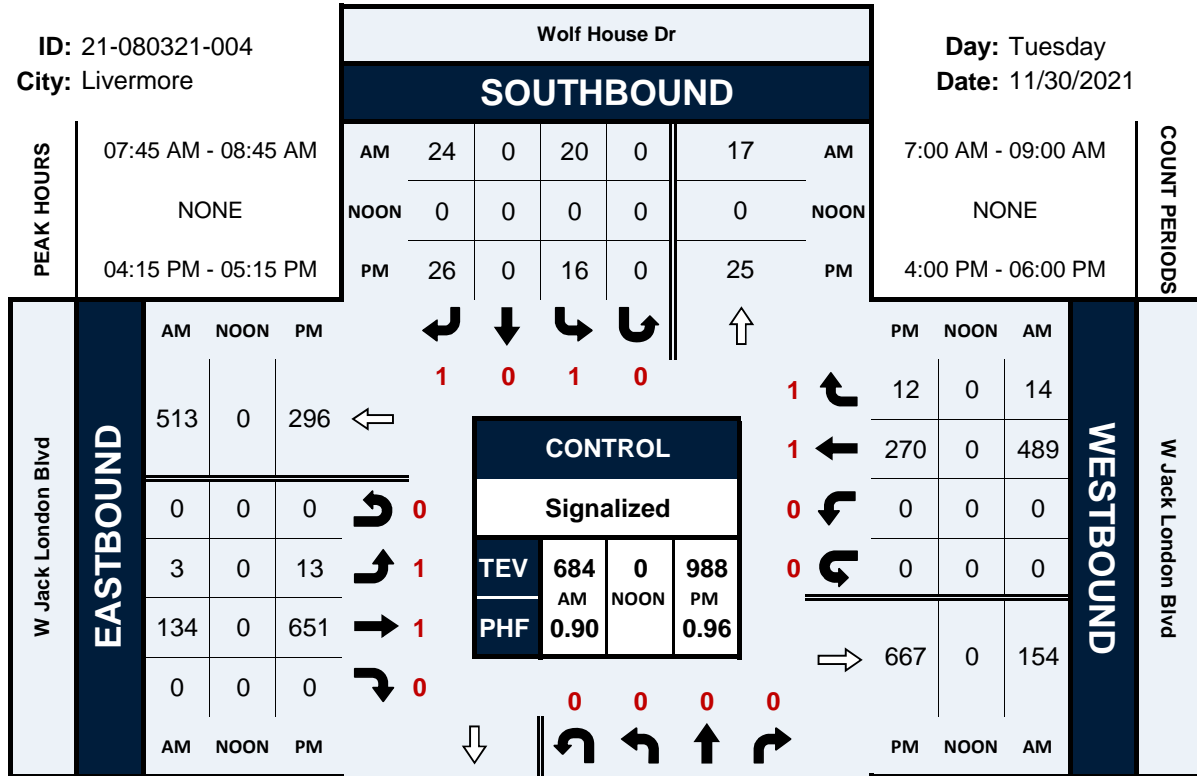 Wolf House Dr
ID: 21-080321-004
Day: Tuesday
City: Livermore
Date: 11/30/2021
SOUTHBOUND
PEAK HOURS
07:45 AM - 08:45 AM
NONE
04:15 PM - 05:15 PM
AM 24 0 20 0 17 AM
NOON 0 0 0 0 0 NOON
PM 26 0 16 0 25 PM
7:00 AM - 09:00 AM
NONE
4:00 PM - 06:00 PM
COUNT PERIODS
1 0 1 0
W Jack London Blvd
EASTBOUND
AM NOON PM
513 0 296
0 0 0 0
3 0 13 1
134 0 651 1
0 0 0 0
AM NOON PM
CONTROL
Signalized
TEV 684 0 988
AM NOON PM
PHF 0.90 0.96
PM NOON AM
1 12 0 14
1 270 0 489
0 0 0 0
0 0 0 0
667 0 154
PM NOON AM
WESTBOUND
W Jack London Blvd
0 0 0 0